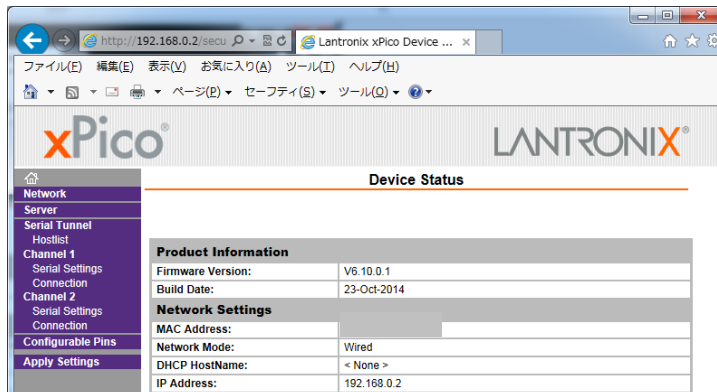 http://192.168.0.2/secu
Lantronix xPico Device ...
ファイル(F) 編集(E) 表示(V) お気に入り(A) ツール(T) ヘルプ(H)
ページ(P) セーフティ(S) ツール(O)
xPico®
LANTRONIX®
Device Status
Network
Server
Serial Tunnel
Hostlist
Channel 1
Serial Settings
Connection
Channel 2
Serial Settings
Connection
Configurable Pins
Apply Settings
Product Information
Firmware Version: V6.10.0.1
Build Date: 23-Oct-2014
Network Settings
MAC Address:
Network Mode: Wired
DHCP HostName: < None >
IP Address: 192.168.0.2